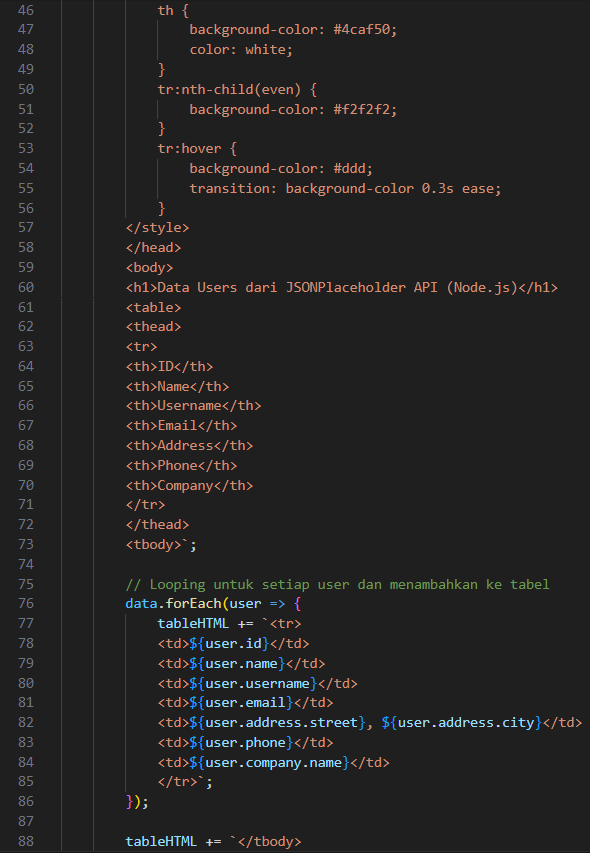 46 th {
47 background-color: #4caf50;
48 color: white;
49 }
50 tr:nth-child(even) {
51 background-color: #f2f2f2;
52 }
53 tr:hover {
54 background-color: #ddd;
55 transition: background-color 0.3s ease;
56 }
57 </style>
58 </head>
59 <body>
60 <h1>Data Users dari JSONPlaceholder API (Node.js)</h1>
61 <table>
62 <thead>
63 <tr>
64 <th>ID</th>
65 <th>Name</th>
66 <th>Username</th>
67 <th>Email</th>
68 <th>Address</th>
69 <th>Phone</th>
70 <th>Company</th>
71 </tr>
72 </thead>
73 <tbody>`;
74
75 // Looping untuk setiap user dan menambahkan ke tabel
76 data.forEach(user => {
77 tableHTML += `<tr>
78 <td>${user.id}</td>
79 <td>${user.name}</td>
80 <td>${user.username}</td>
81 <td>${user.email}</td>
82 <td>${user.address.street}, ${user.address.city}</td>
83 <td>${user.phone}</td>
84 <td>${user.company.name}</td>
85 </tr>`;
86 });
87
88 tableHTML += `</tbody>